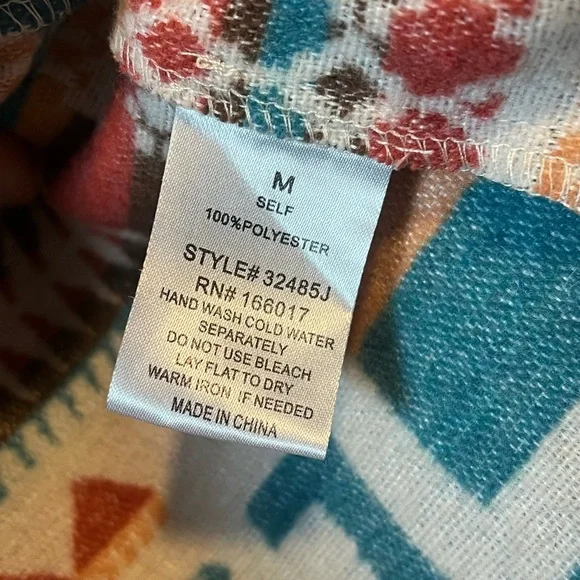 M
SELF
100%POLYESTER
STYLE# 32485J
RN# 166017
HAND WASH COLD WATER
SEPARATELY
DO NOT USE BLEACH
LAY FLAT TO DRY
WARM IRON IF NEEDED
MADE IN CHINA